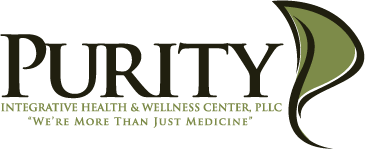 PURITY
INTEGRATIVE HEALTH & WELLNESS CENTER, PLLC
"WE'RE MORE THAN JUST MEDICINE"